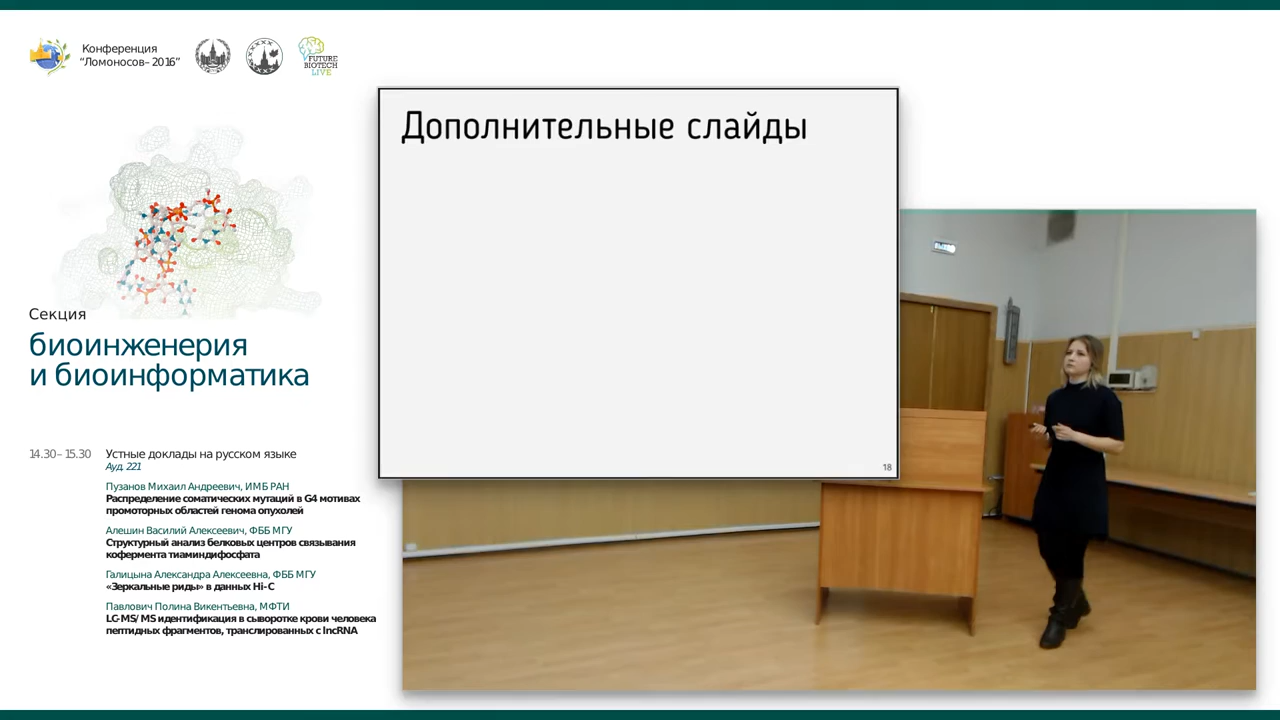 Конференция
“Ломоносов–2016”
FUTURE
BIOTECH
LIVE
Дополнительные слайды
18
Секция
биоинженерия
и биоинформатика
14.30–15.30 Устные доклады на русском языке
Ауд. 221
Пузанов Михаил Андреевич, ИМБ РАН
Распределение соматических мутаций в G4 мотивах
промоторных областей генома опухолей
Алешин Василий Алексеевич, ФББ МГУ
Структурный анализ белковых центров связывания
кофермента тиаминдифосфата
Галицына Александра Алексеевна, ФББ МГУ
«Зеркальные риды» в данных Hi-C
Павлович Полина Викентьевна, МФТИ
LC-MS/MS идентификация в сыворотке крови человека
пептидных фрагментов, транслированных с lncRNA